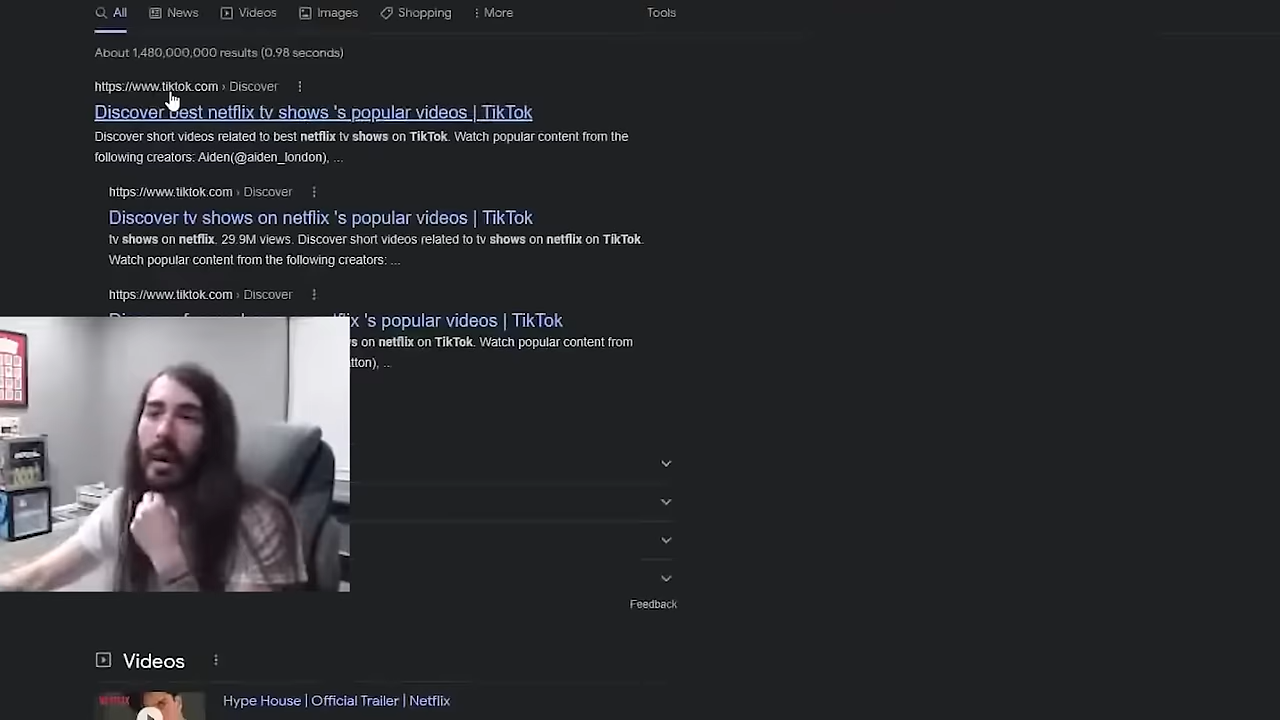 All News Videos Images Shopping More Tools
About 1,480,000,000 results (0.98 seconds)
https://www.tiktok.com › Discover
Discover best netflix tv shows 's popular videos | TikTok
Discover short videos related to best netflix tv shows on TikTok. Watch popular content from the
following creators: Aiden(@aiden_london), ...
https://www.tiktok.com › Discover
Discover tv shows on netflix 's popular videos | TikTok
tv shows on netflix. 29.9M views. Discover short videos related to tv shows on netflix on TikTok.
Watch popular content from the following creators: ...
https://www.tiktok.com › Discover
's popular videos | TikTok
on netflix on TikTok. Watch popular content from
Feedback
Videos
NETFLIX
Hype House | Official Trailer | Netflix